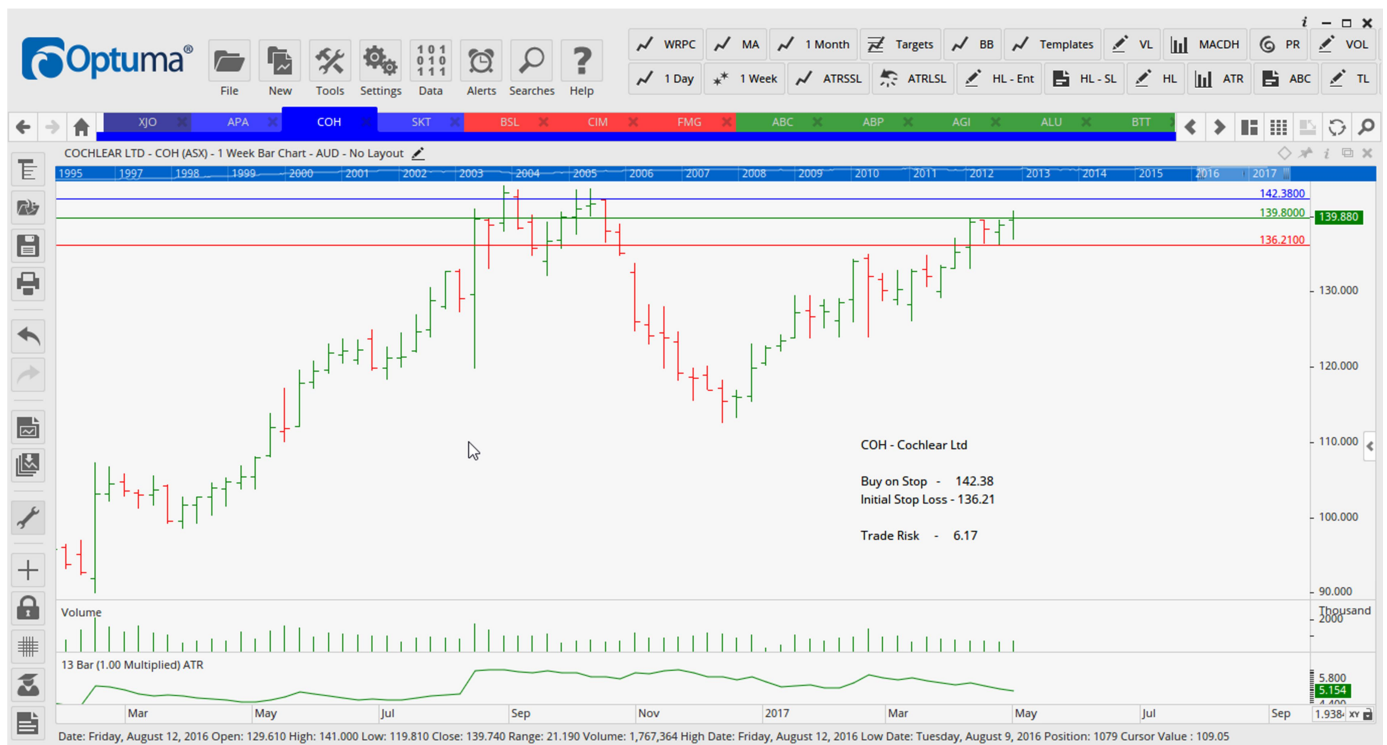 Optuma®
File New Tools Settings Data Alerts Searches Help
WRPC MA 1 Month Targets BB Templates VL MACDH PR VOL
1 Day 1 Week ATRSSL ATRLSL HL - Ent HL - SL HL ATR ABC TL
XJO APA COH SKT BSL CIM FMG ABC ABP AGI ALU BTT
COCHLEAR LTD - COH (ASX) - 1 Week Bar Chart - AUD - No Layout
1995 1997 1998 1999 2000 2001 2002 2003 2004 2005 2006 2007 2008 2009 2010 2011 2012 2013 2014 2015 2016 2017
142.3800
139.8000
139.880
136.2100
130.000
120.000
110.000
COH - Cochlear Ltd
Buy on Stop - 142.38
Initial Stop Loss - 136.21
100.000
Trade Risk - 6.17
90.000
Volume
Thousand
2000
13 Bar (1.00 Multiplied) ATR
5.800
5.154
4.400
Mar May Jul Sep Nov 2017 Mar May Jul Sep
1.938 XY
Date: Friday, August 12, 2016 Open: 129.610 High: 141.000 Low: 119.810 Close: 139.740 Range: 21.190 Volume: 1,767,364 High Date: Friday, August 12, 2016 Low Date: Tuesday, August 9, 2016 Position: 1079 Cursor Value : 109.05